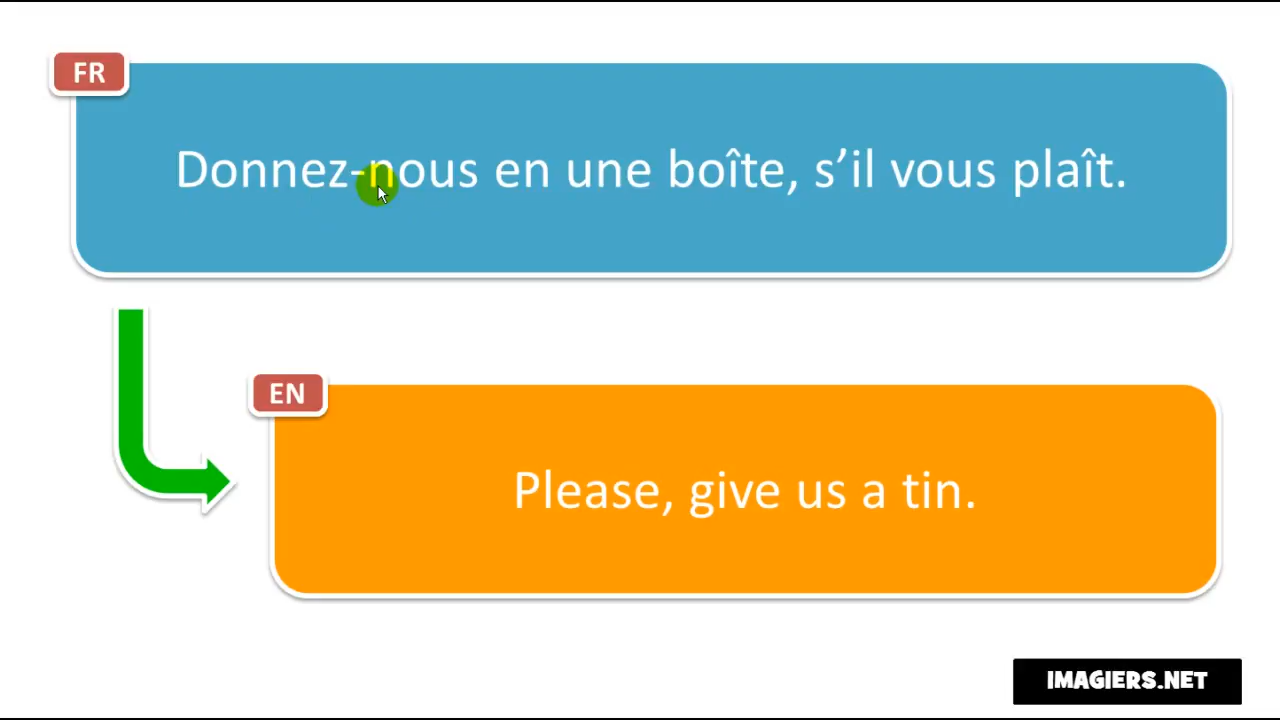 FR
Donnez-nous en une boîte, s’il vous plaît.
EN
Please, give us a tin.
IMAGIERS.NET